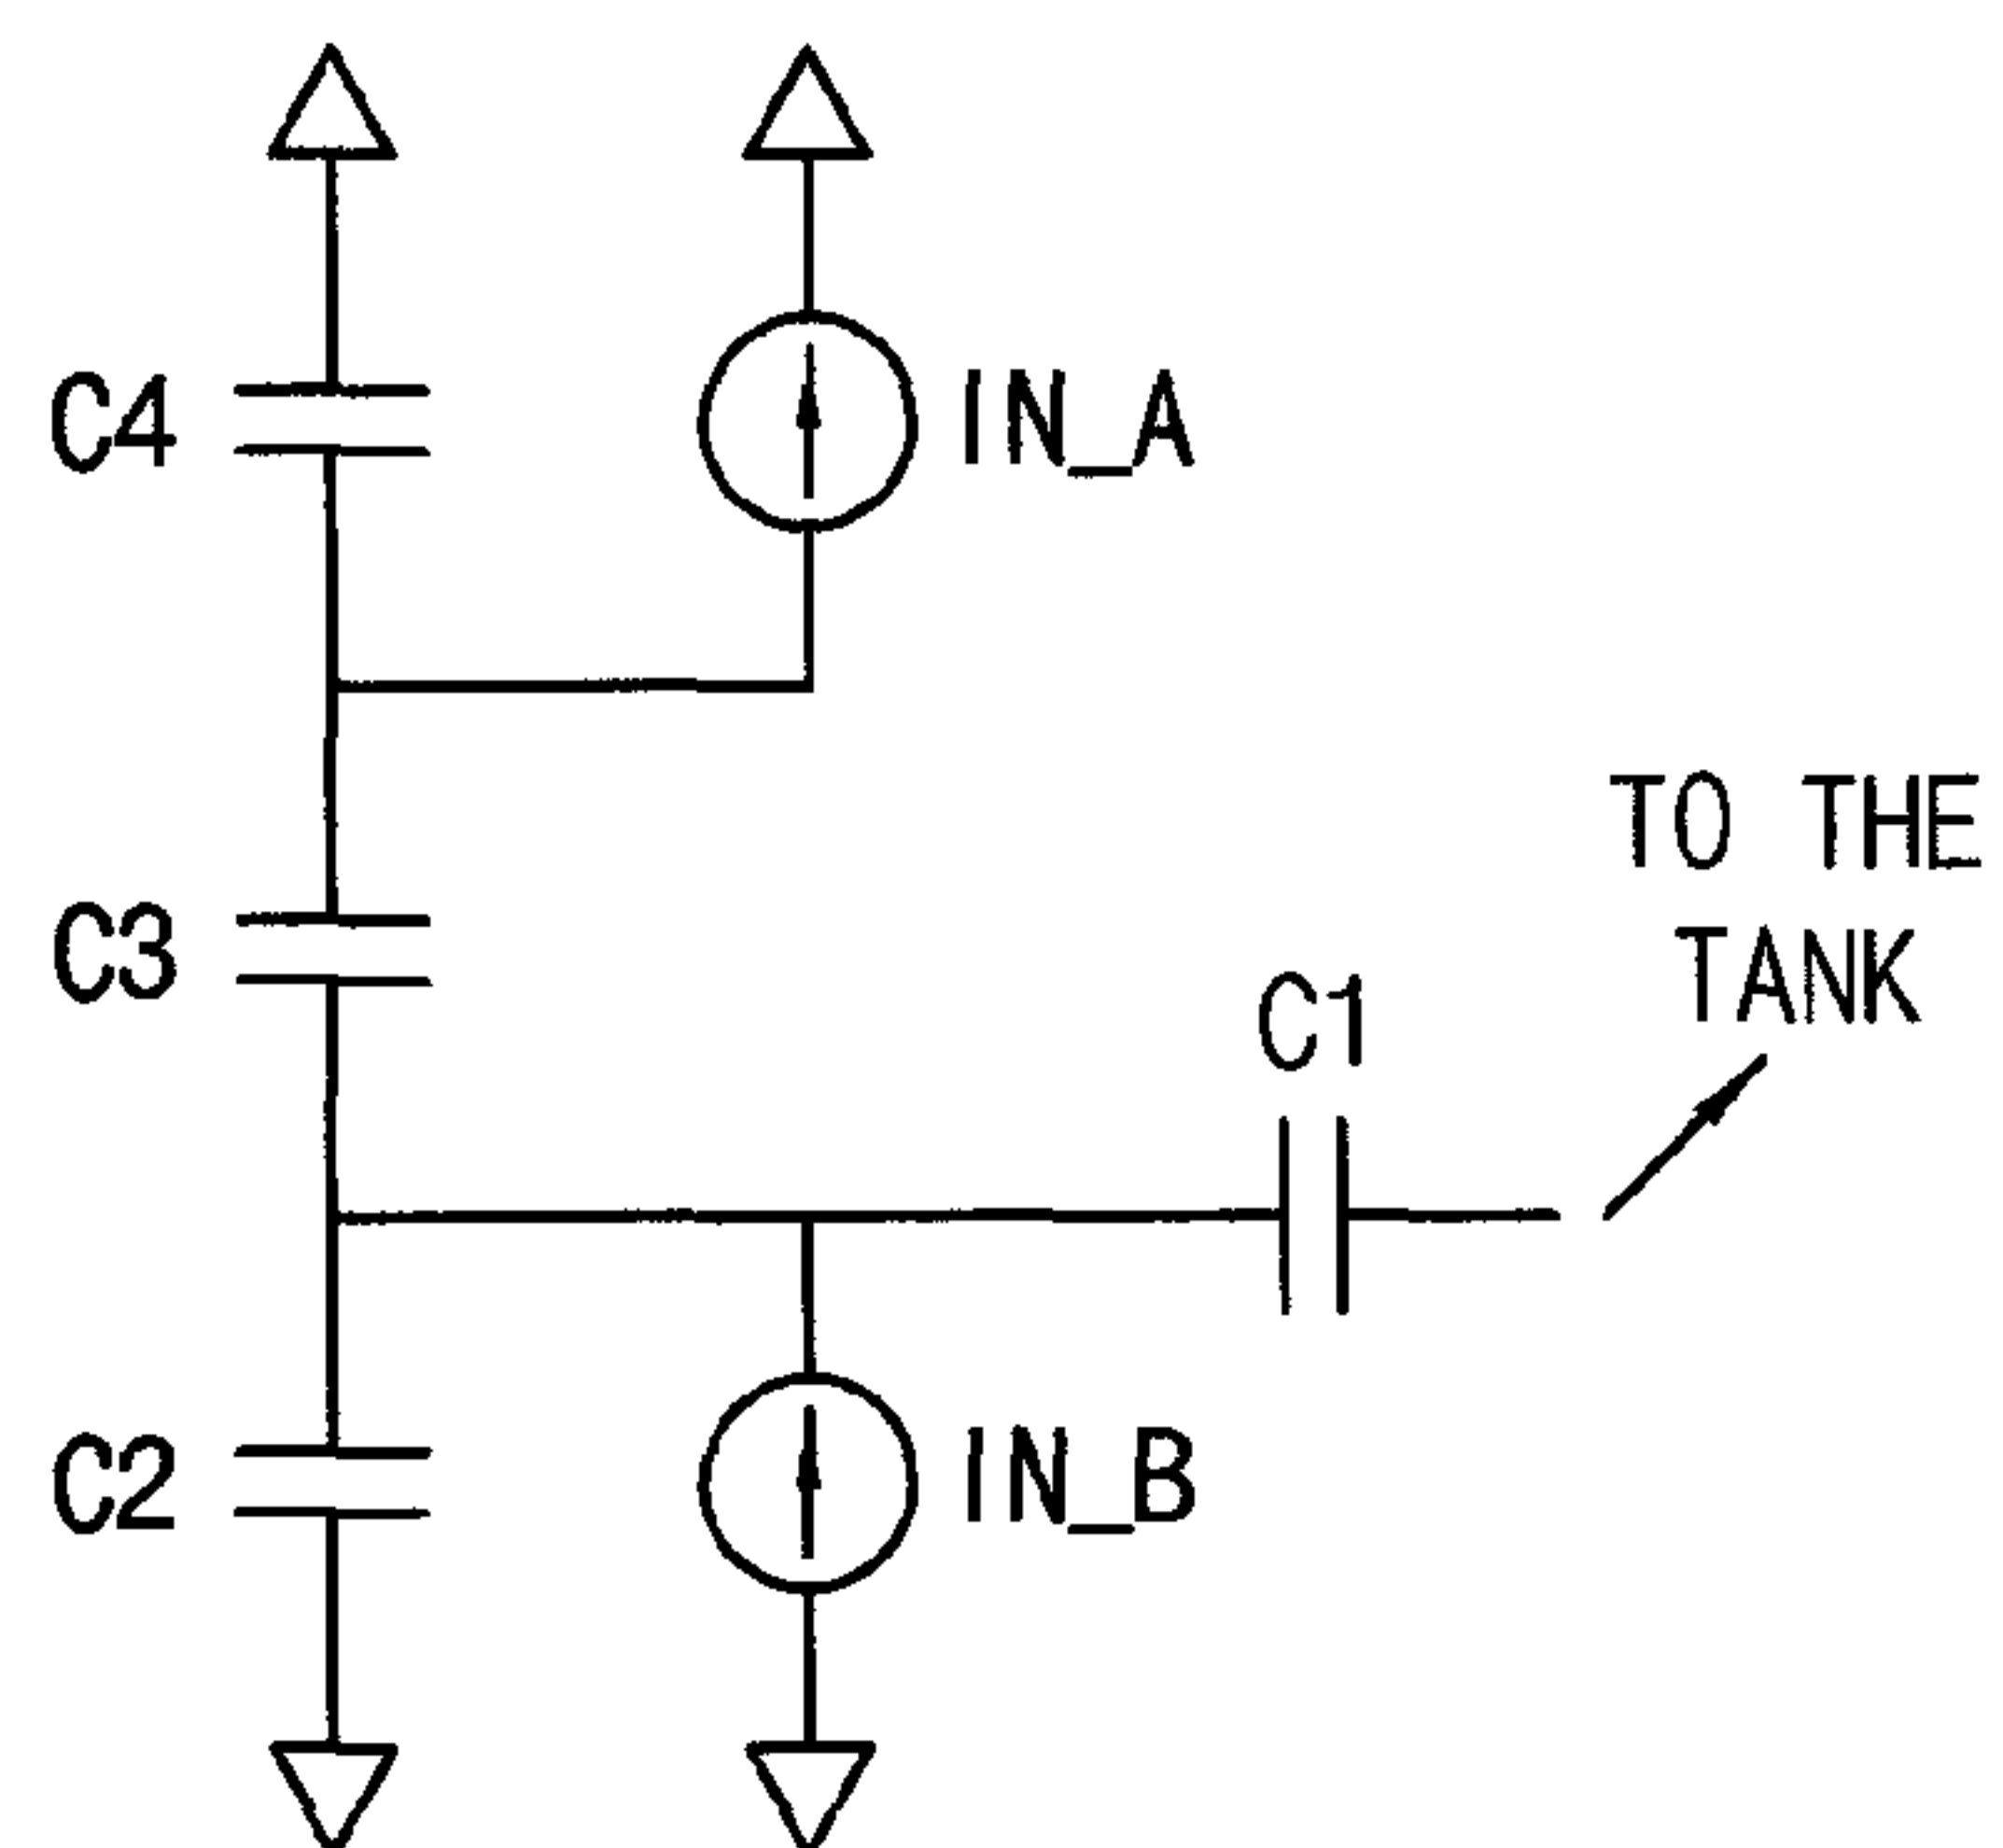 C4
IN_A
TO THE
TANK
C3
C1
C2
IN_B